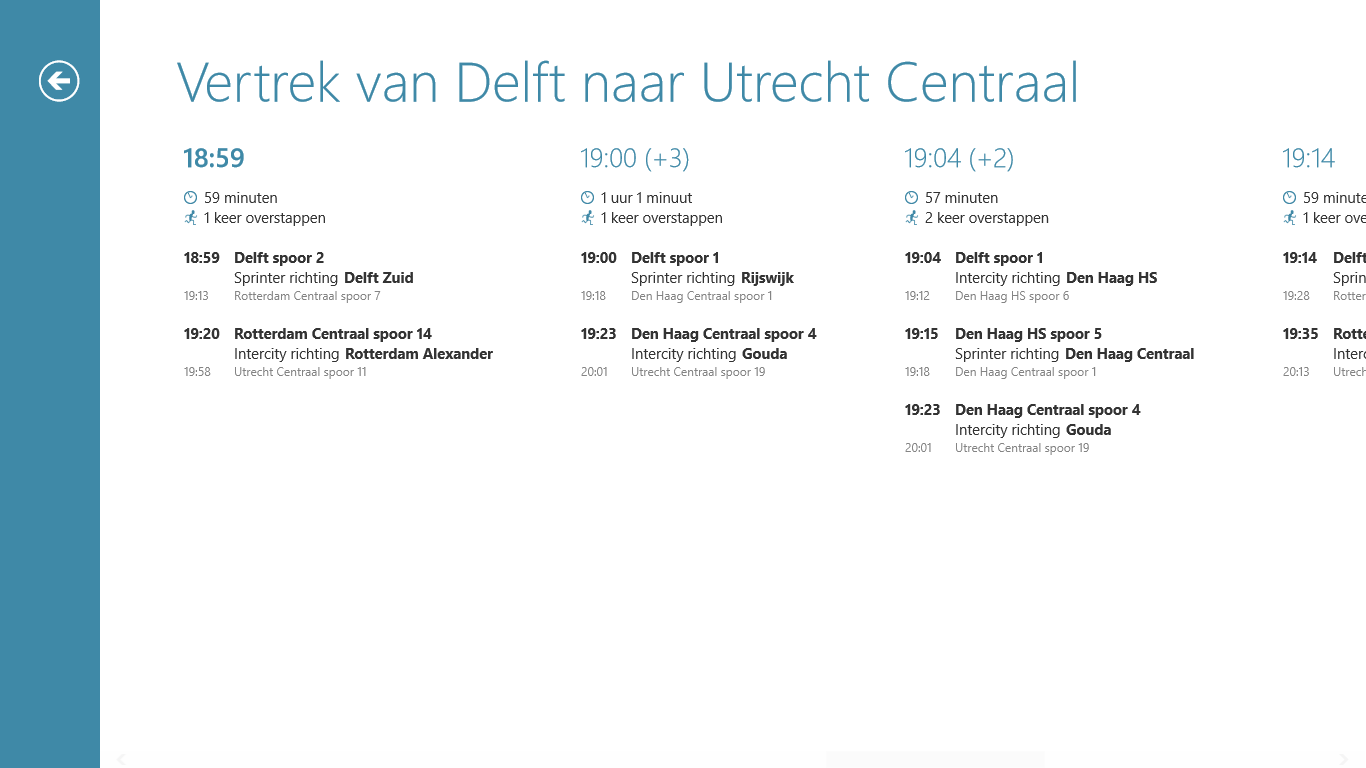 Vertrek van Delft naar Utrecht Centraal
18:59
59 minuten
1 keer overstappen
18:59 Delft spoor 2
Sprinter richting Delft Zuid
19:13 Rotterdam Centraal spoor 7
19:20 Rotterdam Centraal spoor 14
Intercity richting Rotterdam Alexander
19:58 Utrecht Centraal spoor 11
19:00 (+3)
1 uur 1 minuut
1 keer overstappen
19:00 Delft spoor 1
Sprinter richting Rijswijk
19:18 Den Haag Centraal spoor 1
19:23 Den Haag Centraal spoor 4
Intercity richting Gouda
20:01 Utrecht Centraal spoor 19
19:04 (+2)
57 minuten
2 keer overstappen
19:04 Delft spoor 1
Intercity richting Den Haag HS
19:12 Den Haag HS spoor 6
19:15 Den Haag HS spoor 5
Sprinter richting Den Haag Centraal
19:18 Den Haag Centraal spoor 1
19:23 Den Haag Centraal spoor 4
Intercity richting Gouda
20:01 Utrecht Centraal spoor 19
19:14
59 minute
1 keer ove
19:14 Delft
Sprin
19:28 Rotter
19:35 Rotte
Interc
20:13 Utrech